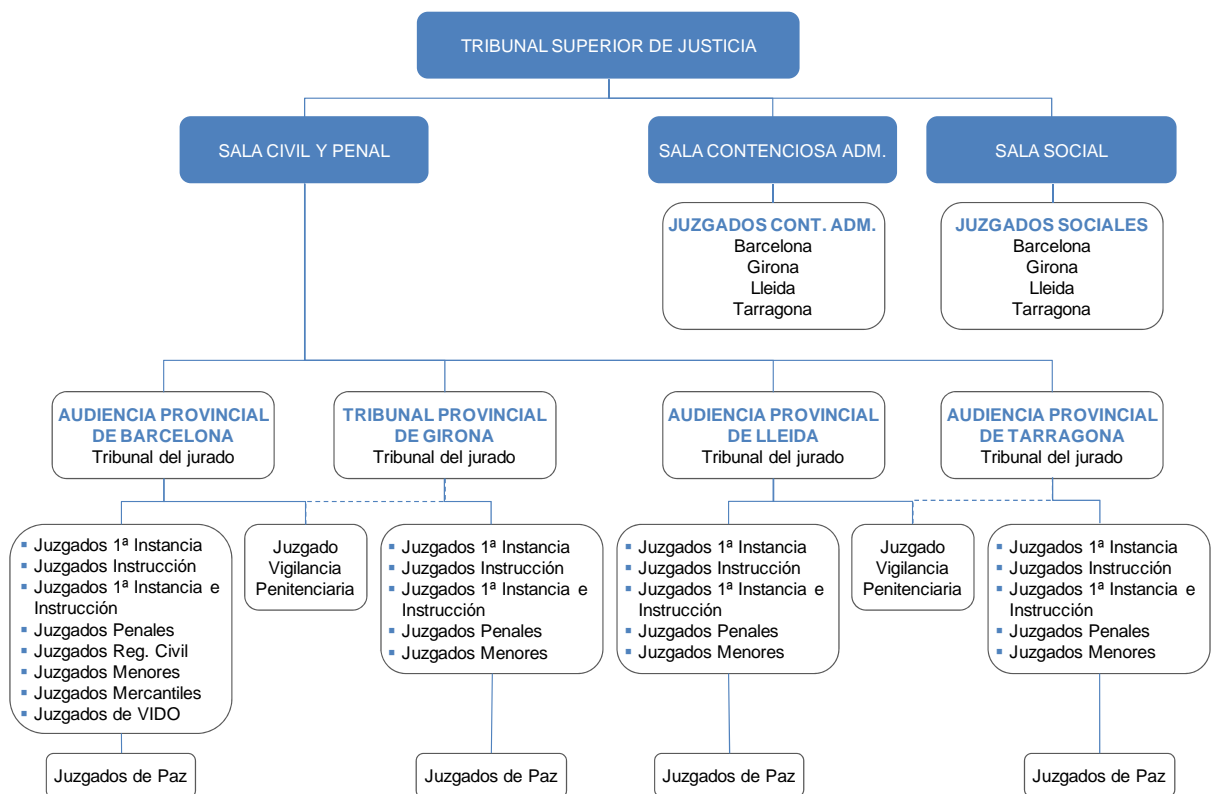 TRIBUNAL SUPERIOR DE JUSTICIA
SALA CIVIL Y PENAL
SALA CONTENCIOSA ADM.
SALA SOCIAL
JUZGADOS CONT. ADM.
Barcelona
Girona
Lleida
Tarragona
JUZGADOS SOCIALES
Barcelona
Girona
Lleida
Tarragona
AUDIENCIA PROVINCIAL
DE BARCELONA
Tribunal del jurado
TRIBUNAL PROVINCIAL
DE GIRONA
Tribunal del jurado
AUDIENCIA PROVINCIAL
DE LLEIDA
Tribunal del jurado
AUDIENCIA PROVINCIAL
DE TARRAGONA
Tribunal del jurado
Juzgados 1ª Instancia
Juzgados Instrucción
Juzgados 1ª Instancia e
Instrucción
Juzgados Penales
Juzgados Reg. Civil
Juzgados Menores
Juzgados Mercantiles
Juzgados de VIDO
Juzgado
Vigilancia
Penitenciaria
Juzgados 1ª Instancia
Juzgados Instrucción
Juzgados 1ª Instancia e
Instrucción
Juzgados Penales
Juzgados Menores
Juzgados 1ª Instancia
Juzgados Instrucción
Juzgados 1ª Instancia e
Instrucción
Juzgados Penales
Juzgados Menores
Juzgado
Vigilancia
Penitenciaria
Juzgados 1ª Instancia
Juzgados Instrucción
Juzgados 1ª Instancia e
Instrucción
Juzgados Penales
Juzgados Menores
Juzgados de Paz
Juzgados de Paz
Juzgados de Paz
Juzgados de Paz